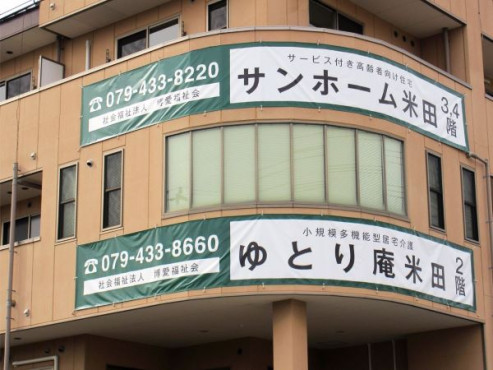 ☎079-433-8220
社会福祉法人 博愛福祉会
サービス付き高齢者向け住宅
サンホーム米田 3,4階
☎079-433-8660
社会福祉法人 博愛福祉会
小規模多機能型居宅介護
ゆとり庵米田 2階